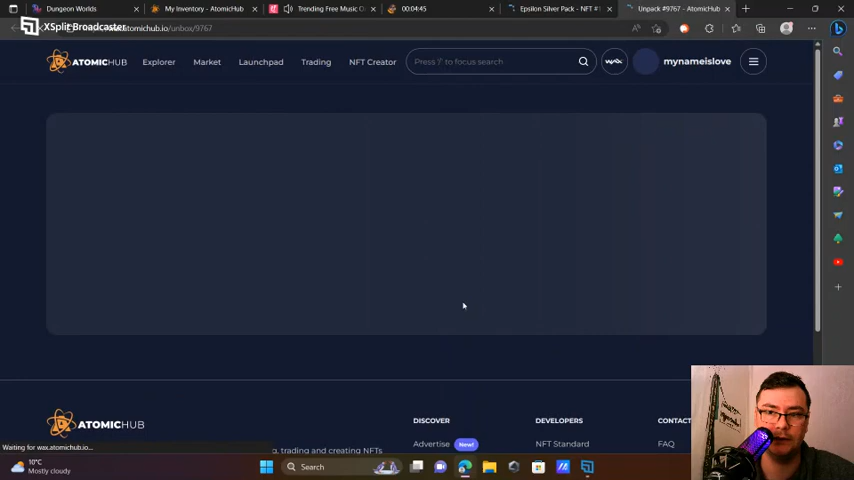 Dungeon Worlds
My Inventory - AtomicHub
Trending Free Music
00:04:45
Epsilon Silver Pack - NFT #1
Unpack #9767 - AtomicHub
XSplit Broadcaster
wax.atomichub.io/unbox/9767
ATOMICHUB
Explorer
Market
Launchpad
Trading
NFT Creator
Press '/' to focus search
wax
mynameislove
ATOMICHUB
DISCOVER
DEVELOPERS
CONTACT
Advertise New!
NFT Standard
FAQ
Waiting for wax.atomichub.io...
g, trading and creating NFTs
10°C
Mostly cloudy
Search